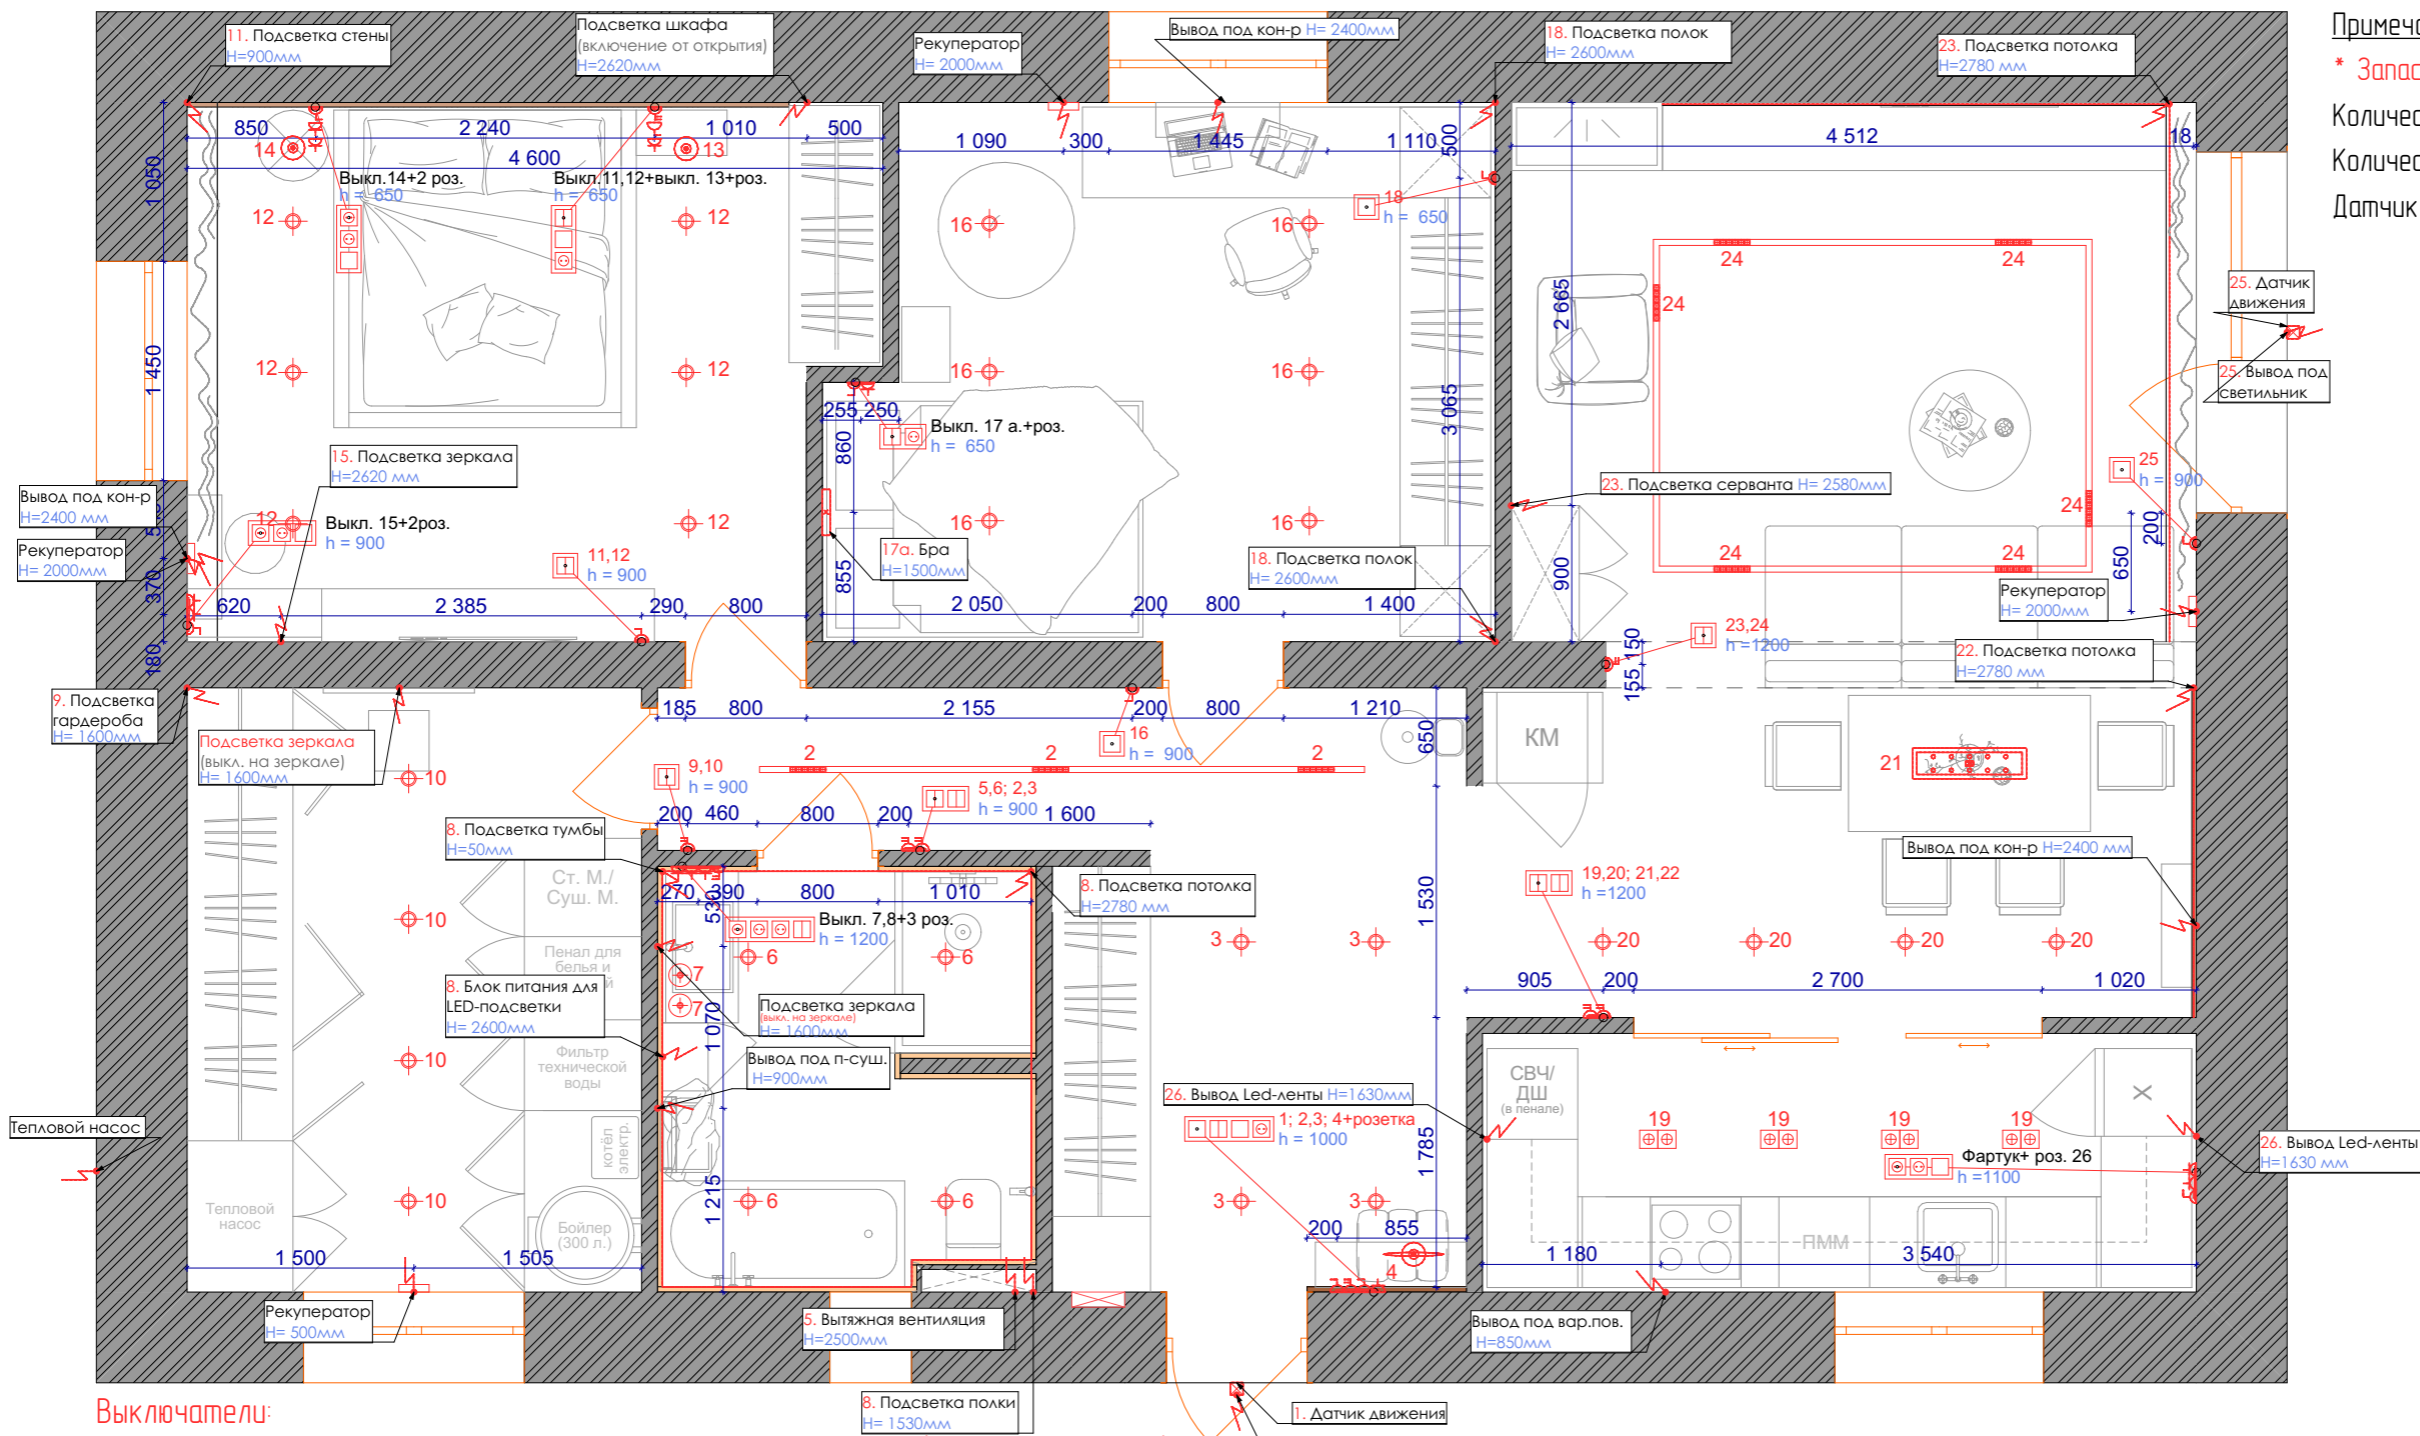 11. Подсветка стены
H=900мм
Подсветка шкафа
(включение от открытия)
H=2620мм
Рекуператор
H= 2000мм
Вывод под кон-р H= 2400мм
18. Подсветка полок
H= 2600мм
23. Подсветка потолка
H=2780 мм
850
2 240
1 010
500
4 600
14
13
1 050
Выкл.14+2 роз.
h = 650
Выкл.11,12+выкл. 13+роз.
h = 650
12
12
12
12
12
12
1 450
1 090
300
1 445
1 110
500
18
h = 650
16
16
16
16
16
16
3 065
4 512
18
2 665
24
24
24
24
24
24
25. Датчик
движения
25. Вывод под
светильник
25
h = 900
200
650
Вывод под кон-р
H=2400 мм
Рекуператор
H= 2000мм
370
180
15. Подсветка зеркала
H=2620 мм
Выкл. 15+2роз.
h = 900
11,12
h = 900
620
2 385
290
800
255
250
860
855
Выкл. 17 а.+роз.
h = 650
17а. Бра
H=1500мм
2 050
200
800
1 400
18. Подсветка полок
H= 2600мм
23. Подсветка серванта H= 2580мм
900
23,24
h =1200
150
155
Рекуператор
H= 2000мм
22. Подсветка потолка
H=2780 мм
9. Подсветка
гардероба
H= 1600мм
Подсветка зеркала
(выкл. на зеркале)
H= 1600мм
10
10
10
10
185
800
2 155
200
800
1 210
16
h = 900
2
2
2
9,10
h = 900
5,6; 2,3
h = 900
200
460
800
200
1 600
650
КМ
21
Вывод под кон-р H=2400 мм
8. Подсветка тумбы
H=50мм
Ст. М./
Суш. М.
Пенал для
белья и
8. Блок питания для
LED-подсветки
H= 2600мм
Фильтр
технической
воды
котёл
электр.
Бойлер
(300 л.)
Тепловой
насос
Тепловой насос
1 500
1 505
Рекуператор
H= 500мм
270
390
800
1 010
530
Выкл. 7,8+3 роз.
h = 1200
6
6
6
6
7
7
Подсветка зеркала
(выкл. на зеркале)
H= 1600мм
1 070
Вывод под п-суш.
H=900мм
1 215
8. Подсветка потолка
H=2780 мм
3
3
3
3
1 530
1 785
19,20; 21,22
h =1200
20
20
20
20
905
200
2 700
1 020
26. Вывод Led-ленты H=1630мм
1; 2,3; 4+розетка
h = 1000
200
855
4
СВЧ/
ДШ
(в пенале)
Х
19
19
19
19
Фартук+ роз. 26
h =1100
26. Вывод Led-ленты
H=1630 мм
ПММ
1 180
3 540
Вывод под вар.пов.
H=850мм
5. Вытяжная вентиляция
H=2500мм
8. Подсветка полки
H= 1530мм
1. Датчик движения
Выключатели:
Датчик